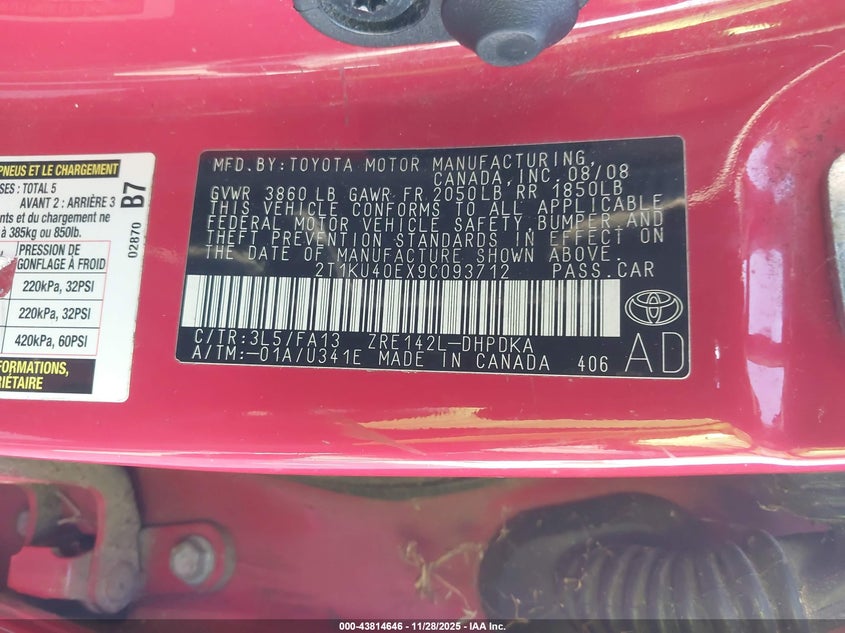 PNEUS ET LE CHARGEMENT
SES : TOTAL 5
AVANT 2 : ARRIÈRE 3
nts et du chargement ne
à 385kg ou 850lb.
PRESSION DE
GONFLAGE À FROID
220kPa, 32PSI
220kPa, 32PSI
420kPa, 60PSI
FORMATIONS,
RIÉTAIRE
02870 B7
MFD.BY:TOYOTA MOTOR MANUFACTURING,
CANADA, INC. 08/08
GVWR 3860 LB GAWR FR 2050LB RR 1850LB
THIS VEHICLE CONFORMS TO ALL APPLICABLE
FEDERAL MOTOR VEHICLE SAFETY, BUMPER AND
THEFT PREVENTION STANDARDS IN EFFECT ON
THE DATE OF MANUFACTURE SHOWN ABOVE.
2T1KU40EX9C093712 PASS.CAR
C/TR:3L5/FA13 ZRE142L-DHPDKA
A/TM:-01A/U341E MADE IN CANADA 406
TOYOTA
AD
000-43814646 - 11/28/2025 - IAA Inc.